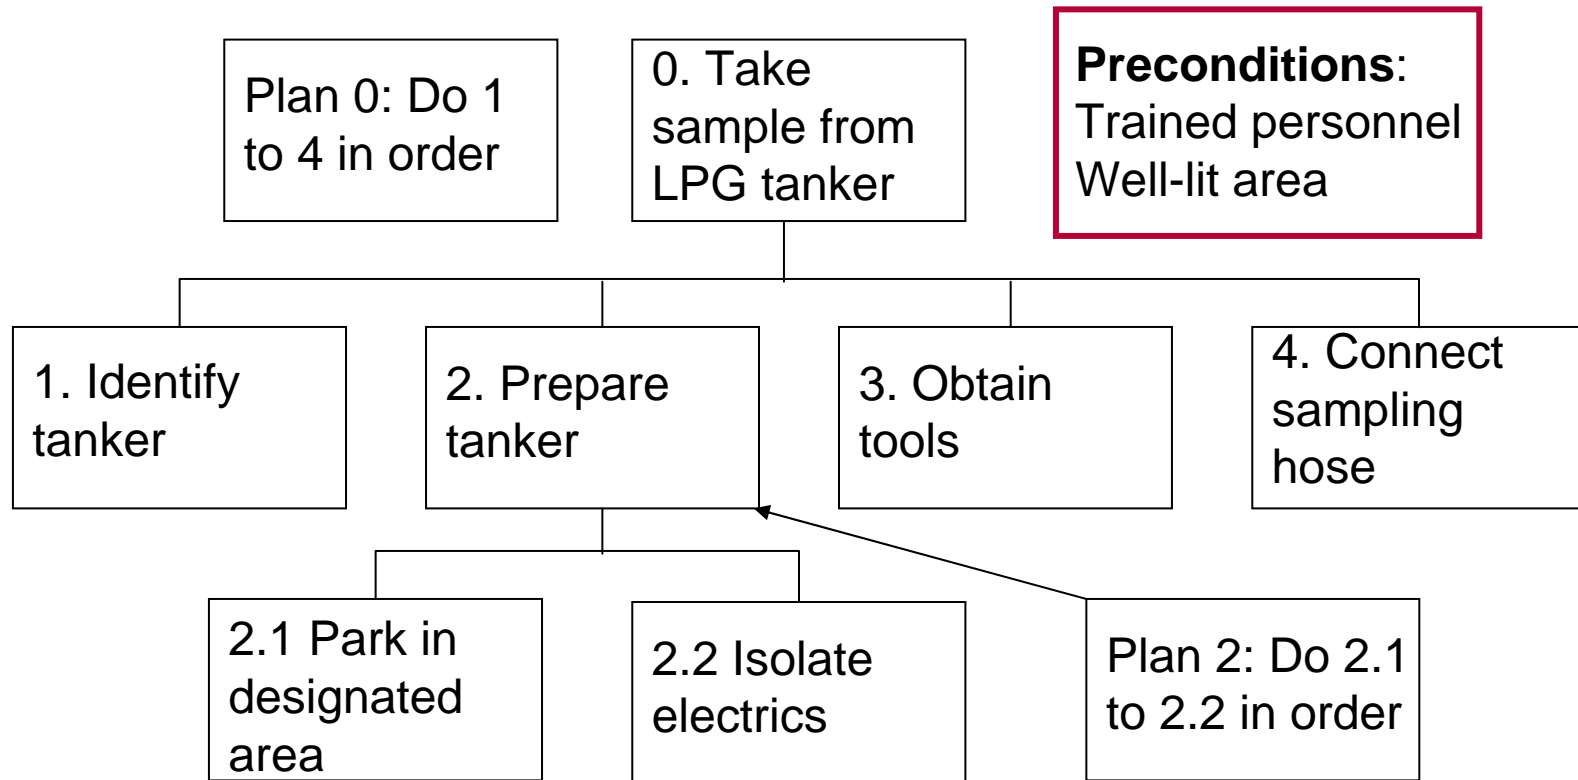 Plan 0: Do 1
to 4 in order
0. Take
sample from
LPG tanker
Preconditions:
Trained personnel
Well-lit area
1. Identify
tanker
2. Prepare
tanker
3. Obtain
tools
4. Connect
sampling
hose
2.1 Park in
designated
area
2.2 Isolate
electrics
Plan 2: Do 2.1
to 2.2 in order